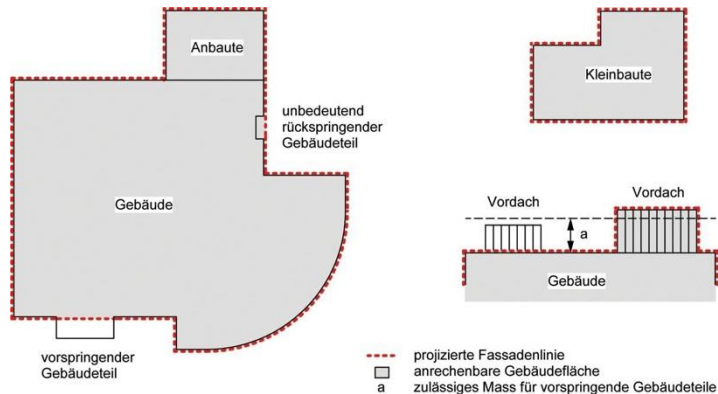 Anbaute
unbedeutend
rückspringender
Gebäudeteil
Gebäude
vorspringender
Gebäudeteil
Kleinbaute
Vordach
Vordach
a
Gebäude
projizierte Fassadenlinie
anrechenbare Gebäudefläche
a zulässiges Mass für vorspringende Gebäudeteile